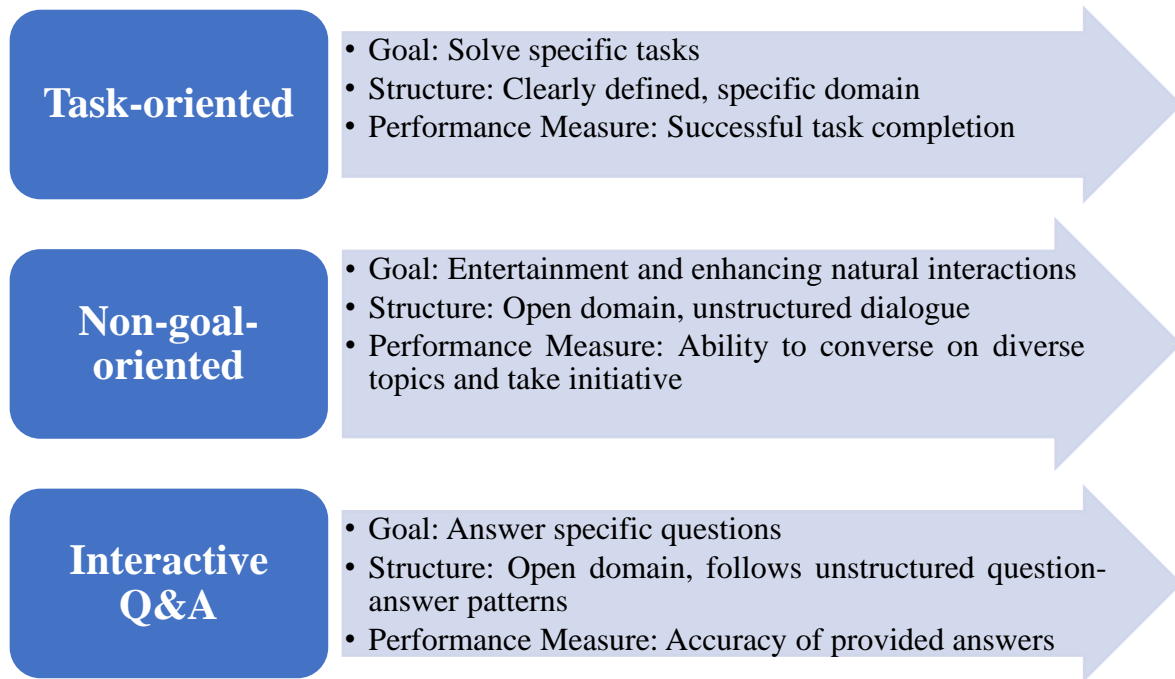 Task-oriented
• Goal: Solve specific tasks
• Structure: Clearly defined, specific domain
• Performance Measure: Successful task completion
Non-goal-
oriented
• Goal: Entertainment and enhancing natural interactions
• Structure: Open domain, unstructured dialogue
• Performance Measure: Ability to converse on diverse
topics and take initiative
Interactive
Q&A
• Goal: Answer specific questions
• Structure: Open domain, follows unstructured question-
answer patterns
• Performance Measure: Accuracy of provided answers